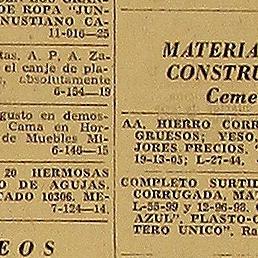 DE ROPA "JUN-
NUSTIANO CA-
11-016—25
tas. A. P. A. Za-
el canje de pla-
absolutamente
6-154—19
gusto en demos-
Cama en Hor-
de Muebles Mi-
6-146—15
20 HERMOSAS
O DE AGUJAS.
CADO 10306. ME-
7-124—14.
EOS
MATERIA
CONSTRU
Ceme
AA. HIERRO CORR
GRUESOS; YESO,
JORES PRECIOS.
19-13-05; L-27-44.
COMPLETO SURTID
CORRUGADA, MAT
L-55-99 y 12-96-98.
AZUL". PLASTO-C
TERO UNICO". Ra